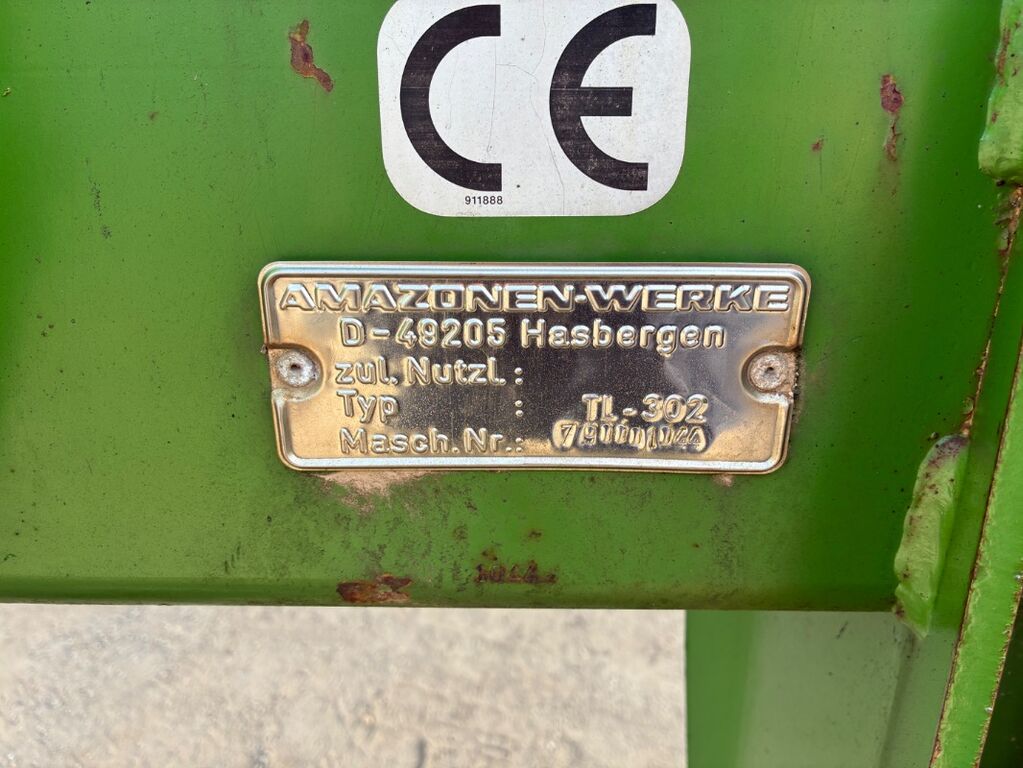 CE
911888
AMAZONEN-WERKE
D-49205 Hasbergen
zul. Nutzl.:
Typ : TL-302
Masch.Nr.: